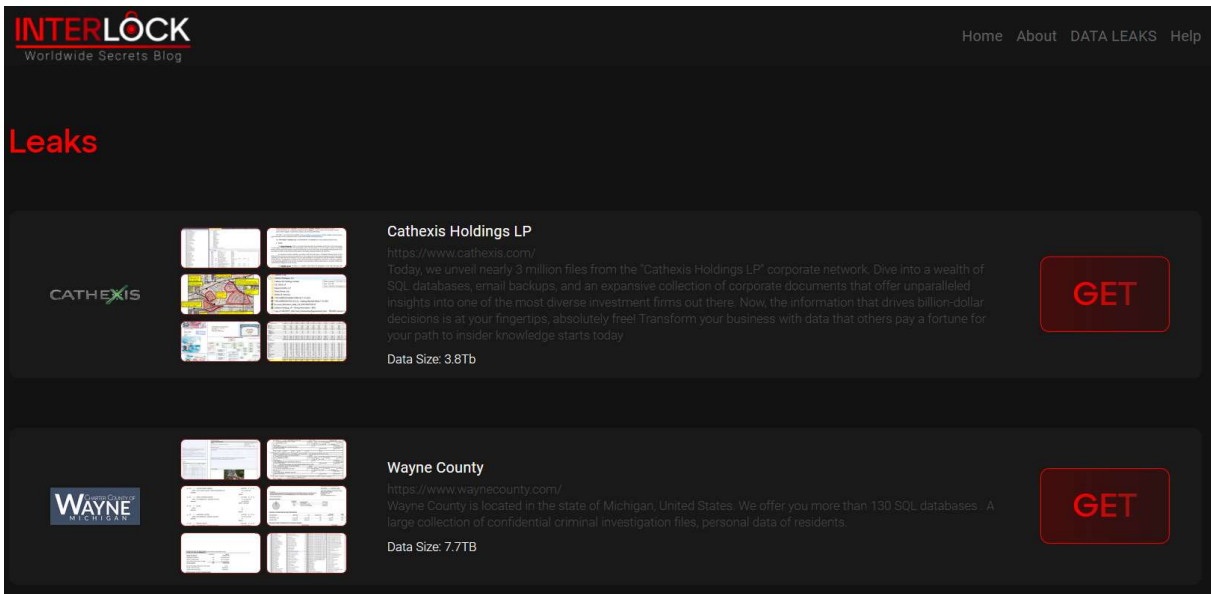 INTERLOCK
Worldwide Secrets Blog
Home About DATA LEAKS Help
Leaks
CATHEXIS
Cathexis Holdings LP
https://www.cathexis.com/
Today, we unveil nearly 3 million files from the "Cathexis Holdings LP" corporate network. Dive into a wealth of
SQL databases, email backups, and an expansive collection of corporate documents that offer unparalleled
insights into one of the most diverse investment firms out there. Now, the information that drives billion-dollar
decisions is at your fingertips, absolutely free! Transform your business with data that others pay a fortune for
your path to insider knowledge starts today
Data Size: 3.8Tb
GET
CHARTER COUNTY OF
WAYNE
MICHIGAN
Wayne County
https://www.waynecounty.com/
Wayne County is located in the state of Michigan, United States. We offer you more than 130 SQL databases . A
large collection of confidential criminal investigation files, personal data of residents.
Data Size: 7.7TB
GET